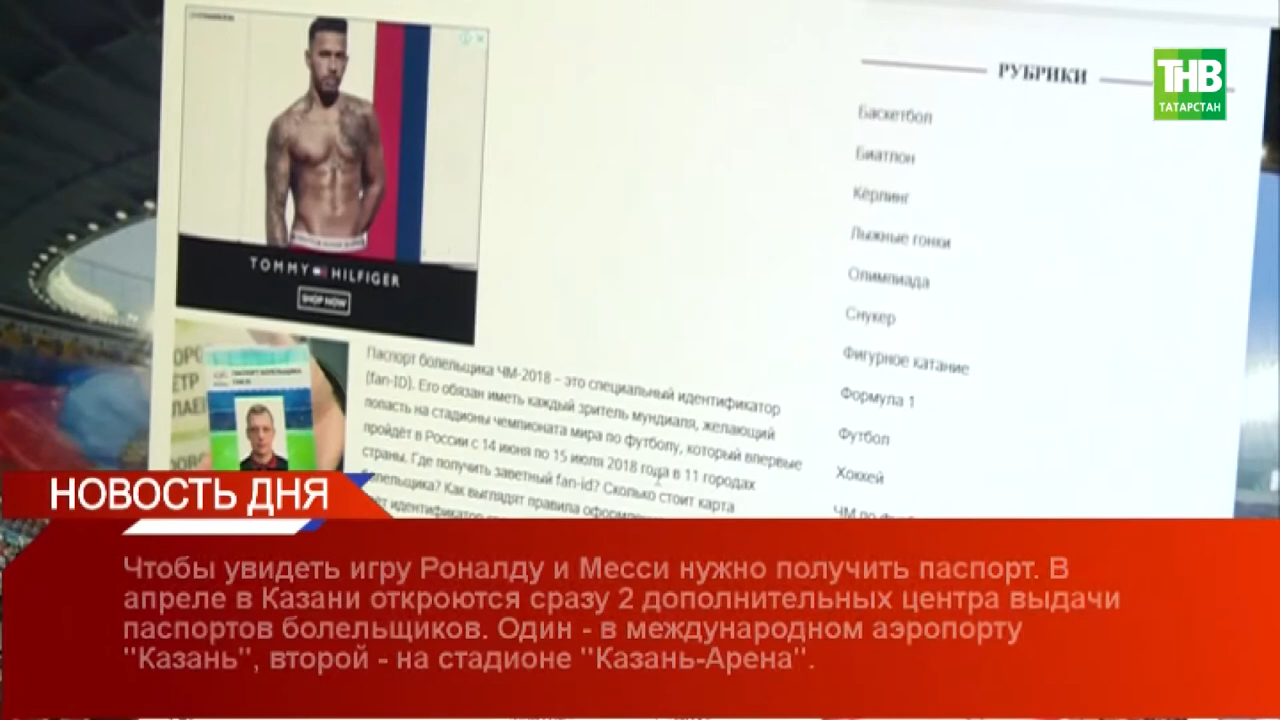 РУБРИКИ
ТНВ
ТАТАРСТАН
Баскетбол
Биатлон
Кёрлинг
Лыжные гонки
Олимпиада
Снукер
Фигурное катание
Формула 1
Футбол
Хоккей
TOMMY HILFIGER
SHOP NOW
ПАСПОРТ БОЛЕЛЬЩИКА
Паспорт болельщика ЧМ-2018 – это специальный идентификатор
(fan-ID). Его обязан иметь каждый зритель мундиаля, желающий
попасть на стадионы чемпионата мира по футболу, который впервые
пройдёт в России с 14 июня по 15 июля 2018 года в 11 городах
страны. Где получить заветный fan-id? Сколько стоит карта
болельщика? Как выглядят правила
идентификатор
НОВОСТЬ ДНЯ
Чтобы увидеть игру Роналду и Месси нужно получить паспорт. В
апреле в Казани откроются сразу 2 дополнительных центра выдачи
паспортов болельщиков. Один - в международном аэропорту
"Казань", второй - на стадионе "Казань-Арена".